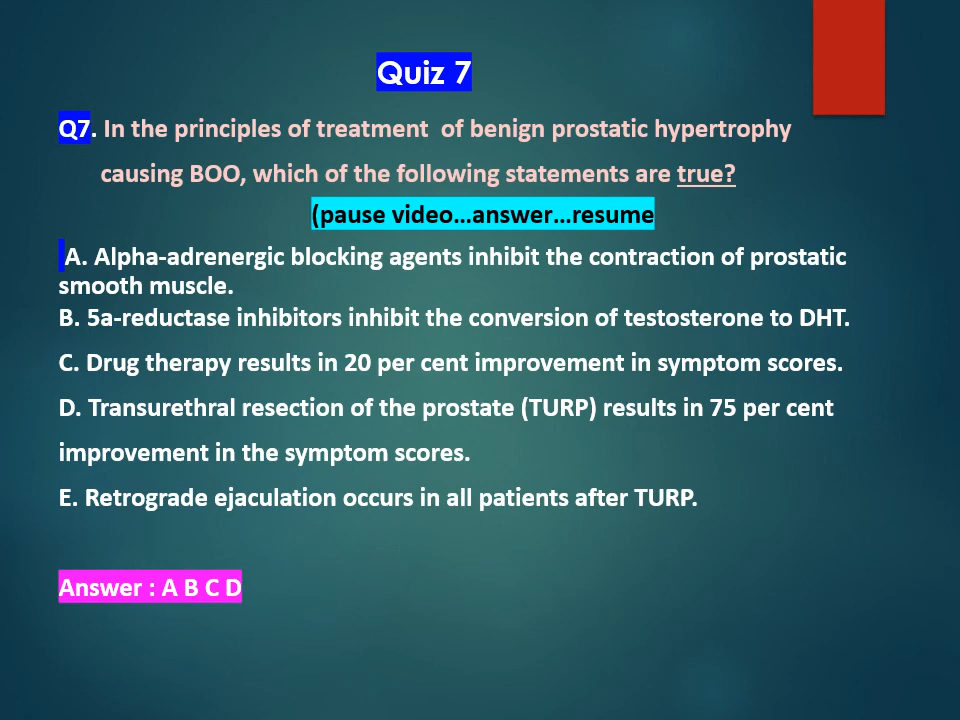 Quiz 7
Q7. In the principles of treatment  of benign prostatic hypertrophy
causing BOO, which of the following statements are true?
(pause video…answer…resume
A. Alpha-adrenergic blocking agents inhibit the contraction of prostatic
smooth muscle.
B. 5a-reductase inhibitors inhibit the conversion of testosterone to DHT.
C. Drug therapy results in 20 per cent improvement in symptom scores.
D. Transurethral resection of the prostate (TURP) results in 75 per cent
improvement in the symptom scores.
E. Retrograde ejaculation occurs in all patients after TURP.
Answer : A B C D